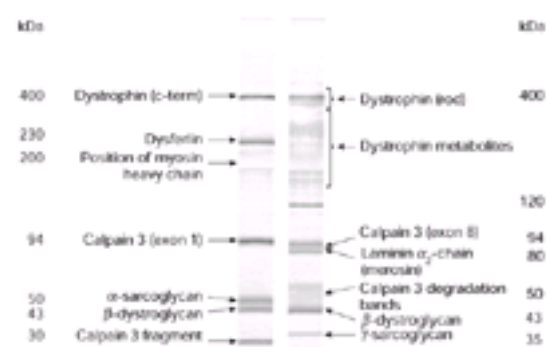 kDa
400
230
200
94
50
43
30
Dystrophin (c-term)
Dysferlin
Position of myosin
heavy chain
Calpain 3 (exon 1)
α-sarcoglycan
β-dystroglycan
Calpain 3 fragment
Dystrophin (rod)
Dystrophin metabolites
Calpain 3 (exon 8)
Laminin α2-chain
(merosin)
Calpain 3 degradation
bands
β-dystroglycan
γ-sarcoglycan
kDa
400
120
94
80
50
43
35